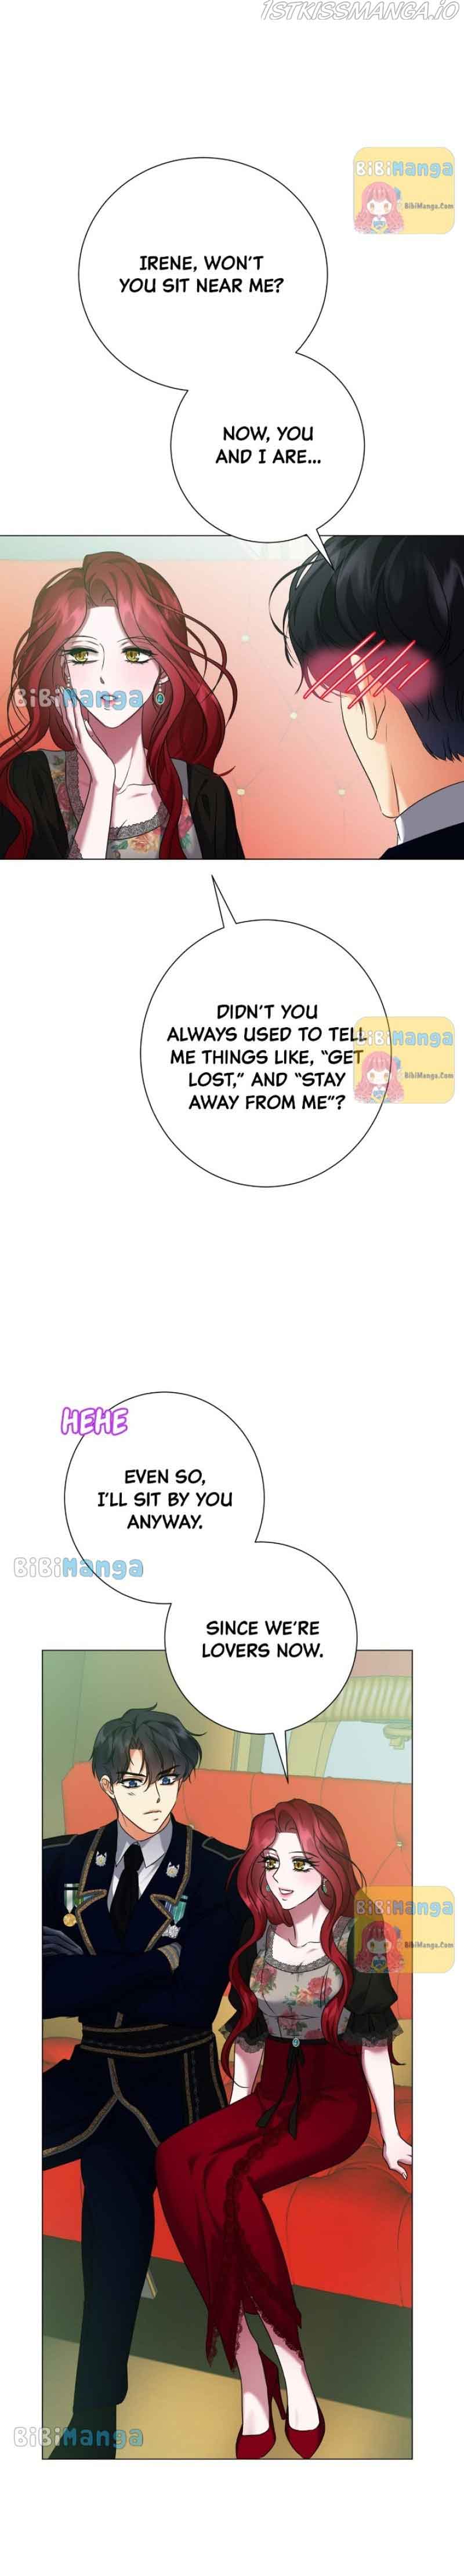 1STKISSMANGA.iO
BiBiManga
BibiManga.Com
IRENE, WON'T
YOU SIT NEAR ME?
NOW, YOU
AND I ARE...
BiBiManga
DIDN'T YOU
ALWAYS USED TO TELL
ME THINGS LIKE, "GET
LOST," AND "STAY
AWAY FROM ME"?
BiBiManga
BibiManga.Com
HEHE
EVEN SO,
I'LL SIT BY YOU
ANYWAY.
BiBiManga
SINCE WE'RE
LOVERS NOW.
BiBiManga
BibiManga.Com
BiBiManga